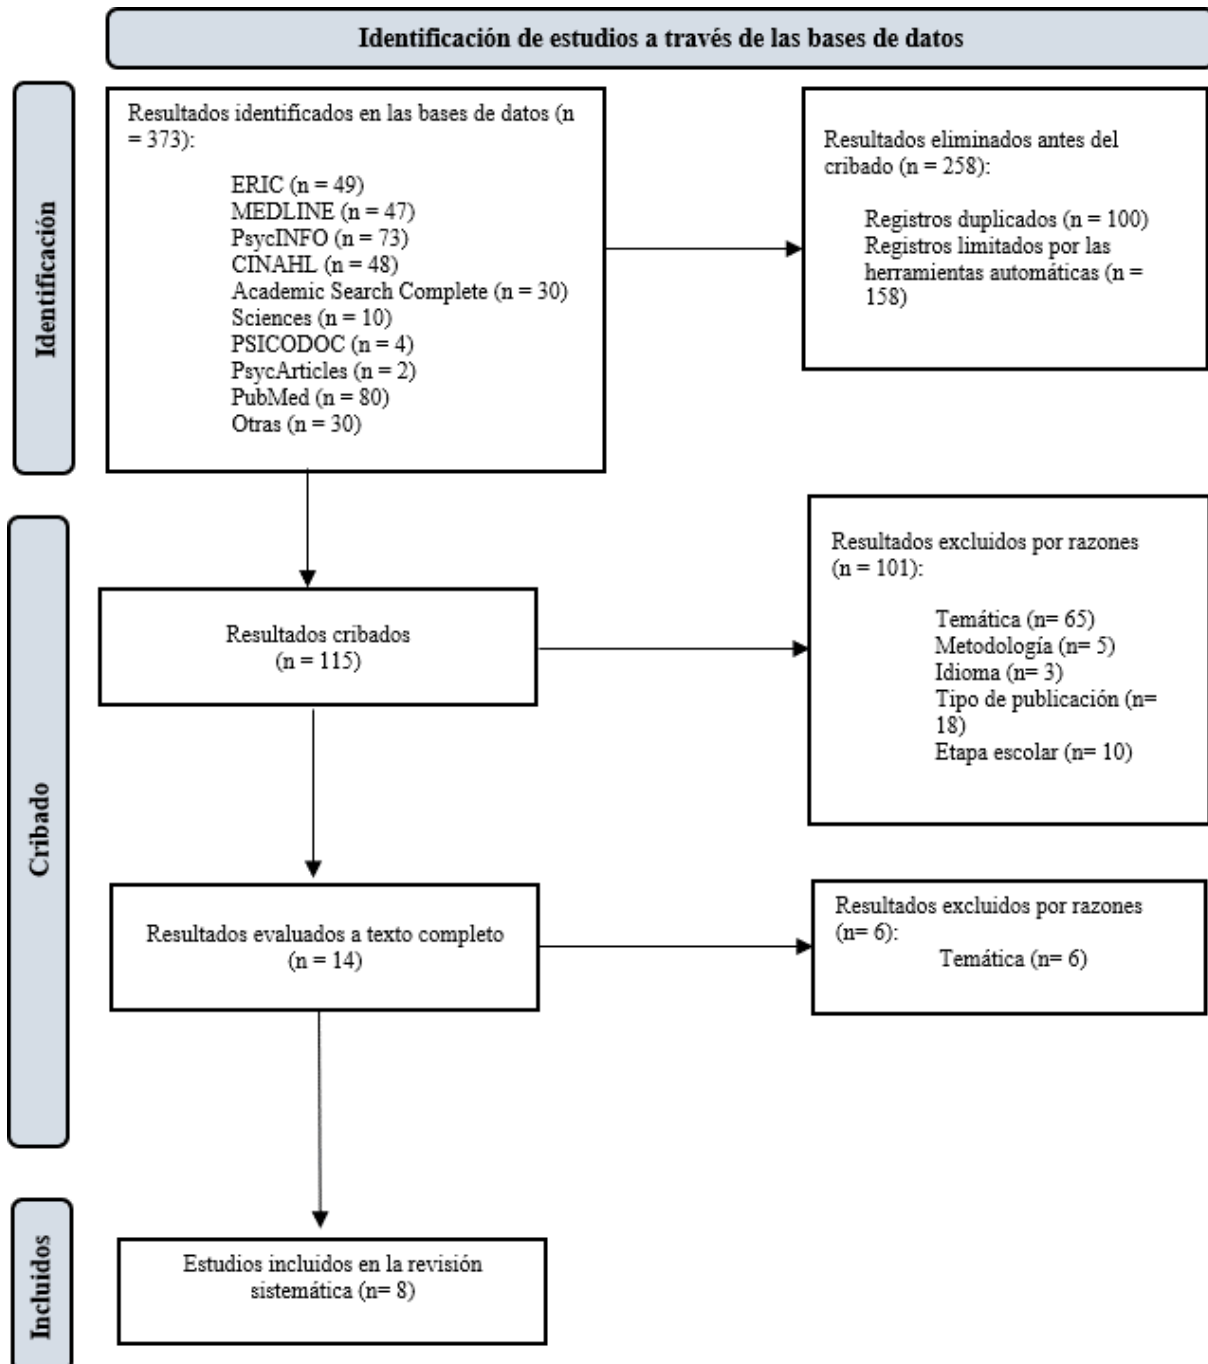 Identificación de estudios a través de las bases de datos
Identificación
Resultados identificados en las bases de datos (n
= 373):
ERIC (n = 49)
MEDLINE (n = 47)
PsycINFO (n = 73)
CINAHL (n = 48)
Academic Search Complete (n = 30)
Sciences (n = 10)
PSICODOC (n = 4)
PsycArticles (n = 2)
PubMed (n = 80)
Otras (n = 30)
Resultados eliminados antes del
cribado (n = 258):
Registros duplicados (n = 100)
Registros limitados por las
herramientas automáticas (n =
158)
Cribado
Resultados cribados
(n = 115)
Resultados excluidos por razones
(n = 101):
Temática (n= 65)
Metodología (n= 5)
Idioma (n= 3)
Tipo de publicación (n=
18)
Etapa escolar (n= 10)
Resultados evaluados a texto completo
(n = 14)
Resultados excluidos por razones
(n= 6):
Temática (n= 6)
Incluidos
Estudios incluidos en la revisión
sistemática (n= 8)